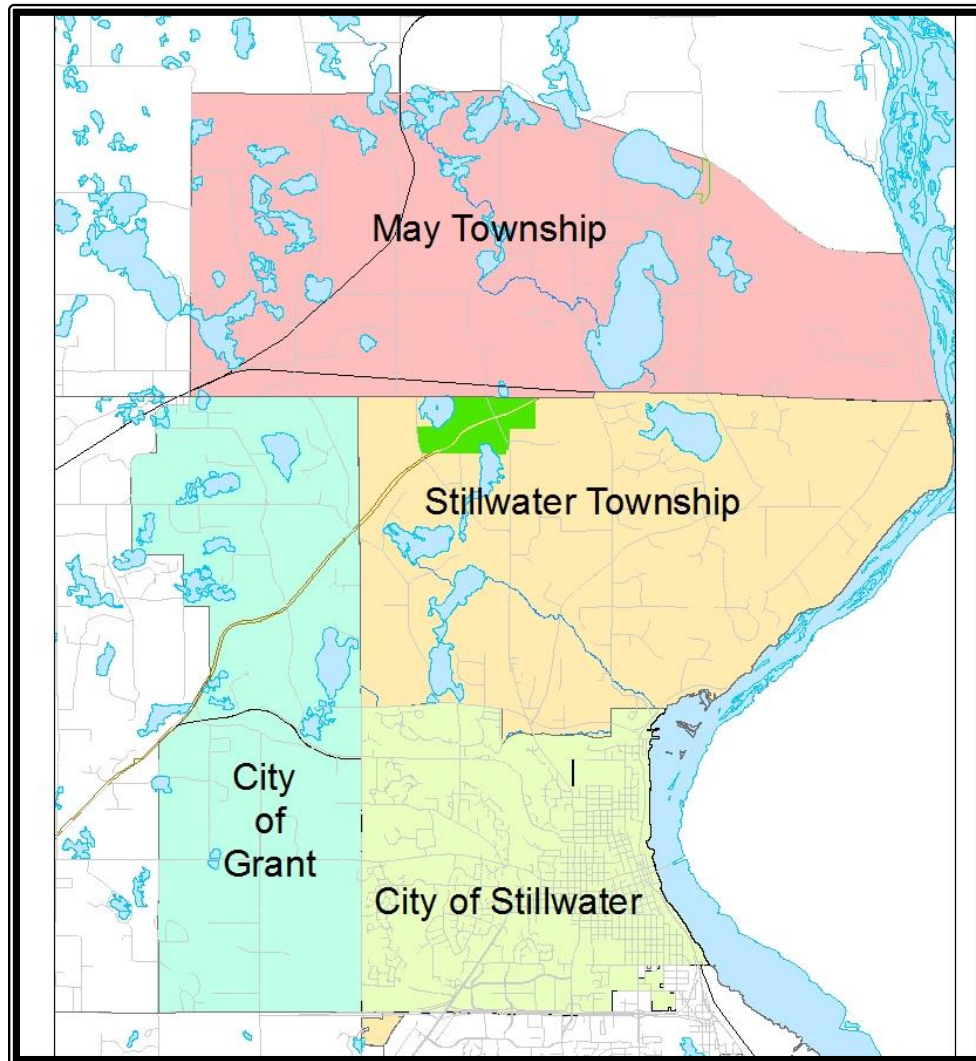 May Township
Stillwater Township
City
of
Grant
City of Stillwater